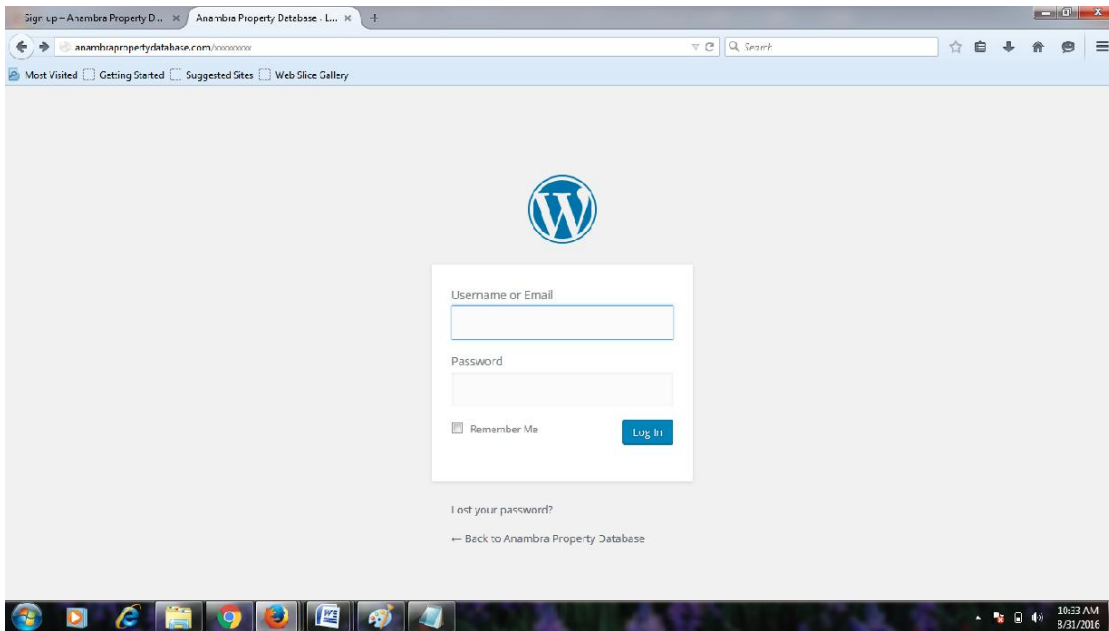 Sign up – Anambra Property D...
Anambra Property Database . L...
anambrapropertydatabase.com/xxxxxxxx
Search
Most Visited Getting Started Suggested Sites Web Slice Gallery
Username or Email
Password
Remember Me
Log In
Lost your password?
← Back to Anambra Property Database
10:33 AM
8/31/2016